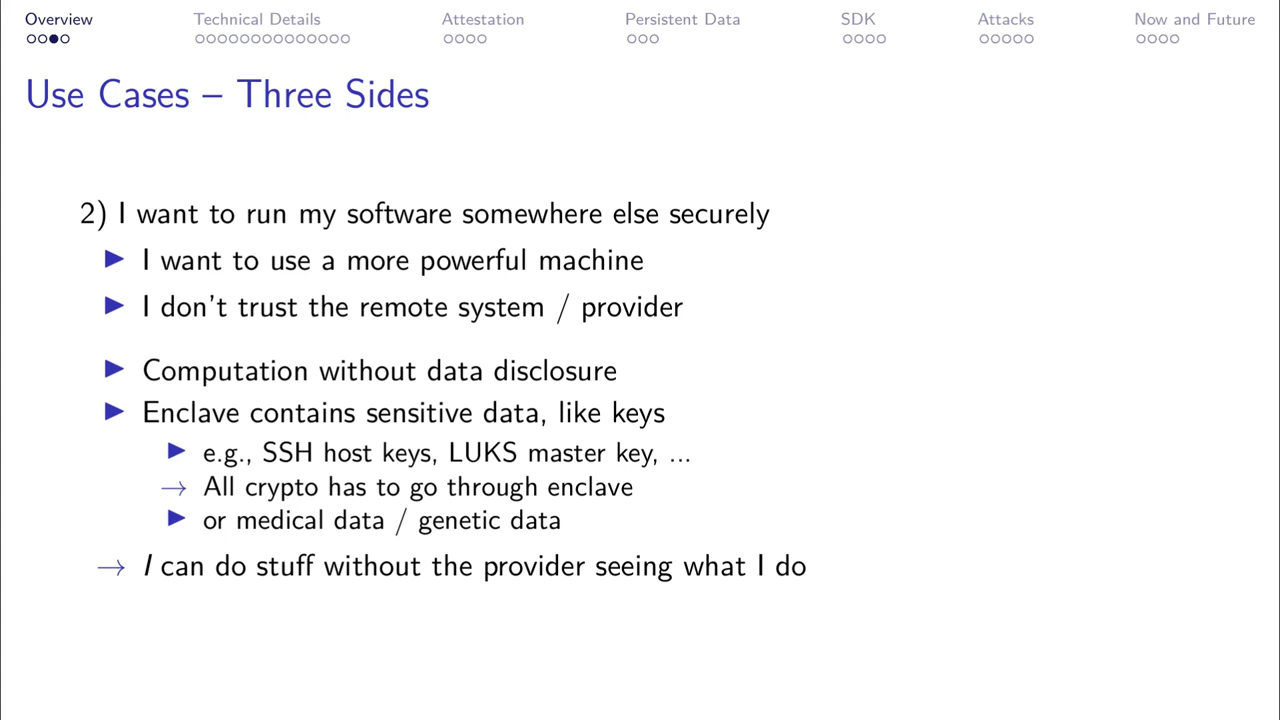 Overview Technical Details Attestation Persistent Data SDK Attacks Now and Future
Use Cases – Three Sides
2) I want to run my software somewhere else securely
I want to use a more powerful machine
I don't trust the remote system / provider
Computation without data disclosure
Enclave contains sensitive data, like keys
e.g., SSH host keys, LUKS master key, ...
→ All crypto has to go through enclave
or medical data / genetic data
→ I can do stuff without the provider seeing what I do